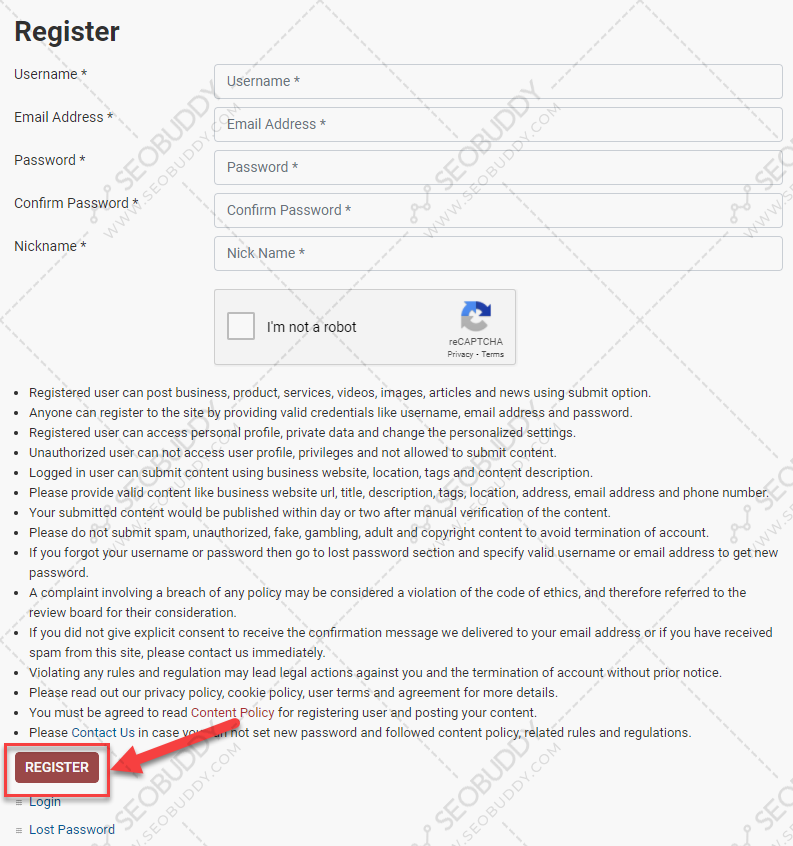 Register
Username *
Username *
Email Address *
Email Address *
Password *
Password *
Confirm Password *
Confirm Password *
Nickname *
Nick Name *
I'm not a robot
reCAPTCHA
Privacy - Terms
Registered user can post business, product, services, videos, images, articles and news using submit option.
Anyone can register to the site by providing valid credentials like username, email address and password.
Registered user can access personal profile, private data and change the personalized settings.
Unauthorized user can not access user profile, privileges and not allowed to submit content.
Logged in user can submit content using business website, location, tags and content description.
Please provide valid content like business website url, title, description, tags, location, address, email address and phone number.
Your submitted content would be published within day or two after manual verification of the content.
Please do not submit spam, unauthorized, fake, gambling, adult and copyright content to avoid termination of account.
If you forgot your username or password then go to lost password section and specify valid username or email address to get new
password.
A complaint involving a breach of any policy may be considered a violation of the code of ethics, and therefore referred to the
review board for their consideration.
If you did not give explicit consent to receive the confirmation message we delivered to your email address or if you have received
spam from this site, please contact us immediately.
Violating any rules and regulation may lead legal actions against you and the termination of account without prior notice.
Please read out our privacy policy, cookie policy, user terms and agreement for more details.
You must be agreed to read Content Policy for registering user and posting your content.
Please Contact Us in case you not set new password and followed content policy, related rules and regulations.
REGISTER
Login
Lost Password
SEOBUDDY
WWW.SEOBUDDY.COM
SEOBUDDY
WWW.SEOBUDDY.COM
SEOBUDDY
WWW.SEOBUDDY.COM
SEOBUDDY
WWW.SEOBUDDY.COM